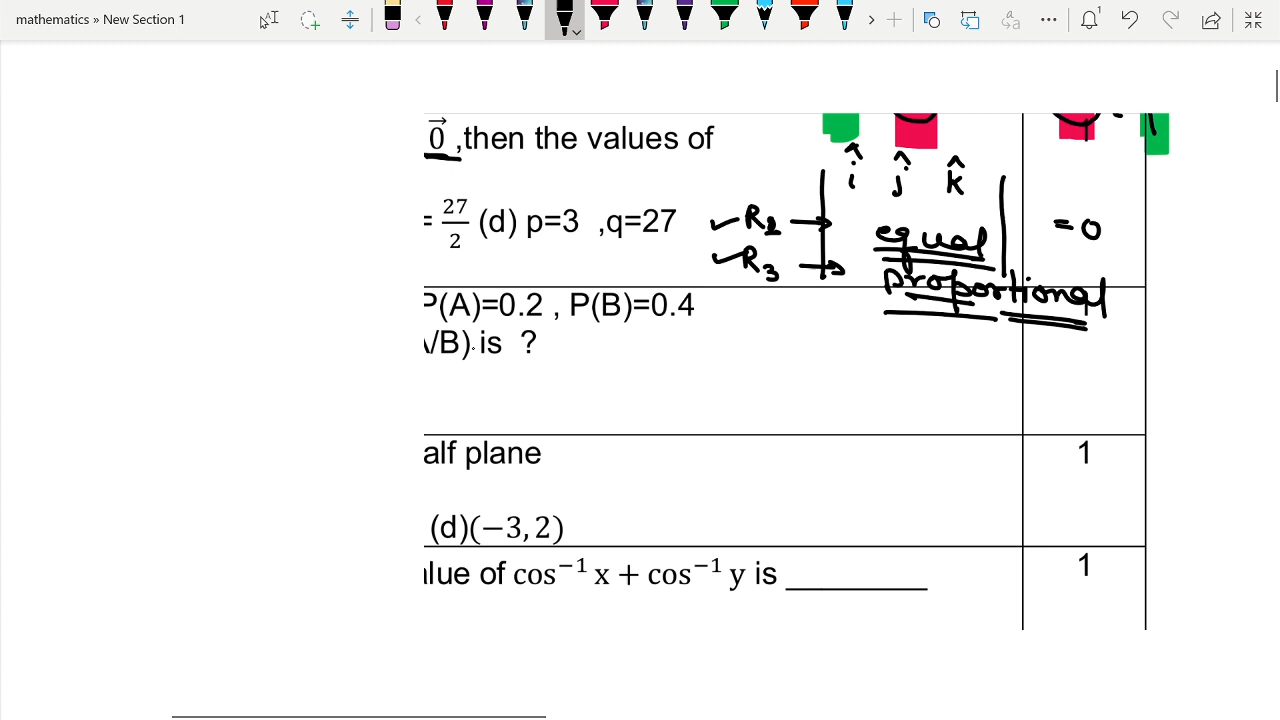 mathematics » New Section 1
0⃗ ,then the values of
î ĵ k̂
= 27/2 (d) p=3 ,q=27
R2 → equal = 0
R3 → proportional
P(A)=0.2 , P(B)=0.4
/B) is ?
alf plane 1
(d)(−3, 2)
lue of cos⁻¹ x + cos⁻¹ y is ________ 1